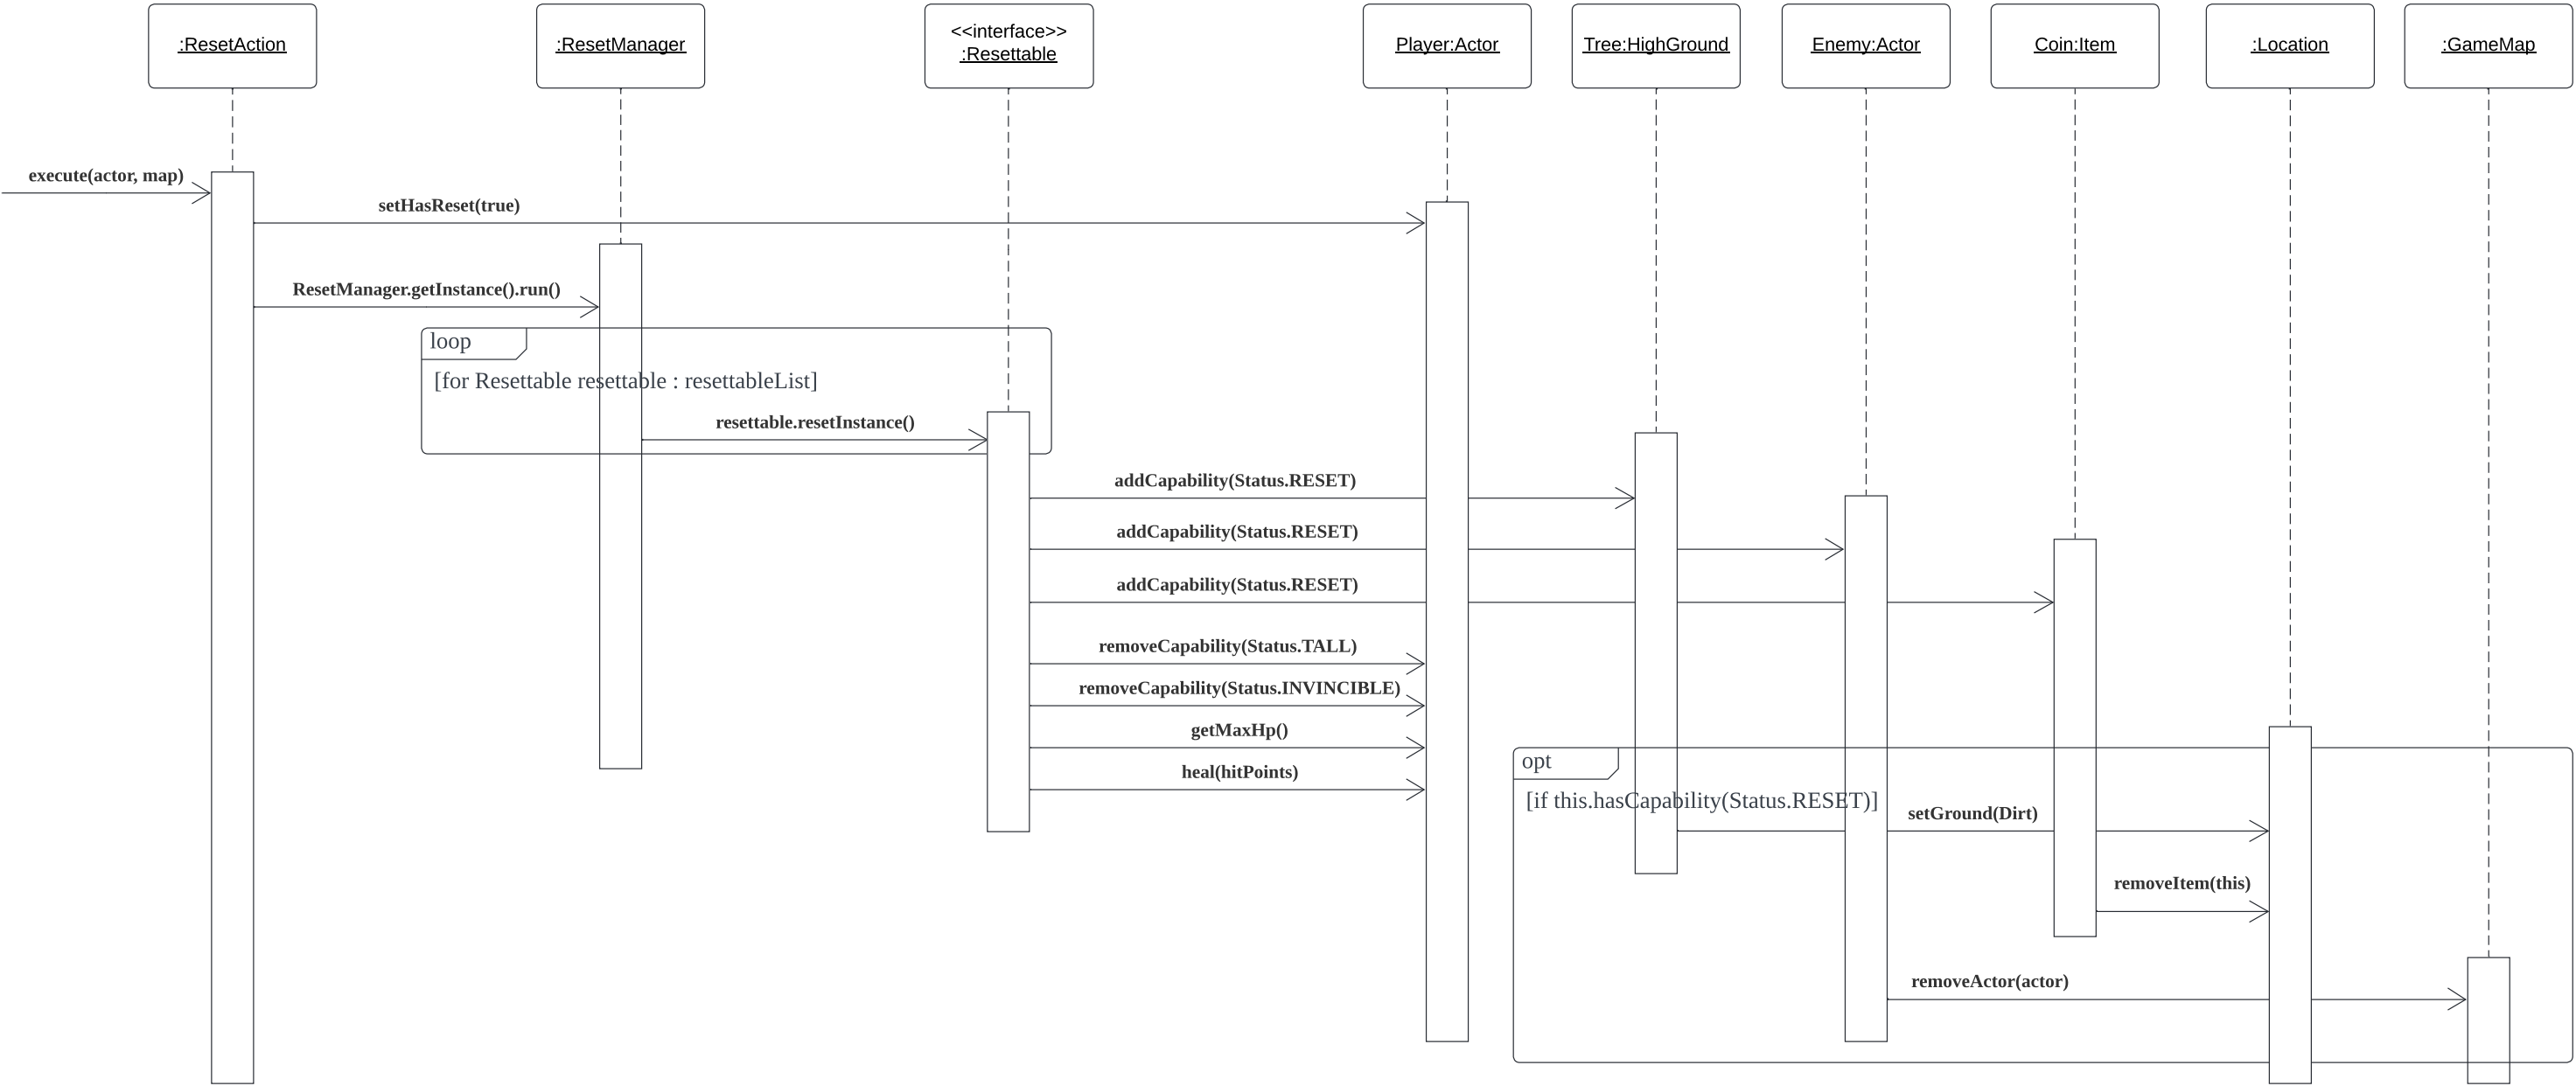 :ResetAction
:ResetManager
<<interface>>
:Resettable
Player:Actor
Tree:HighGround
Enemy:Actor
Coin:Item
:Location
:GameMap
execute(actor, map)
setHasReset(true)
ResetManager.getInstance().run()
loop
[for Resettable resettable : resettableList]
resettable.resetInstance()
addCapability(Status.RESET)
addCapability(Status.RESET)
addCapability(Status.RESET)
removeCapability(Status.TALL)
removeCapability(Status.INVINCIBLE)
getMaxHp()
heal(hitPoints)
opt
[if this.hasCapability(Status.RESET)]
setGround(Dirt)
removeItem(this)
removeActor(actor)